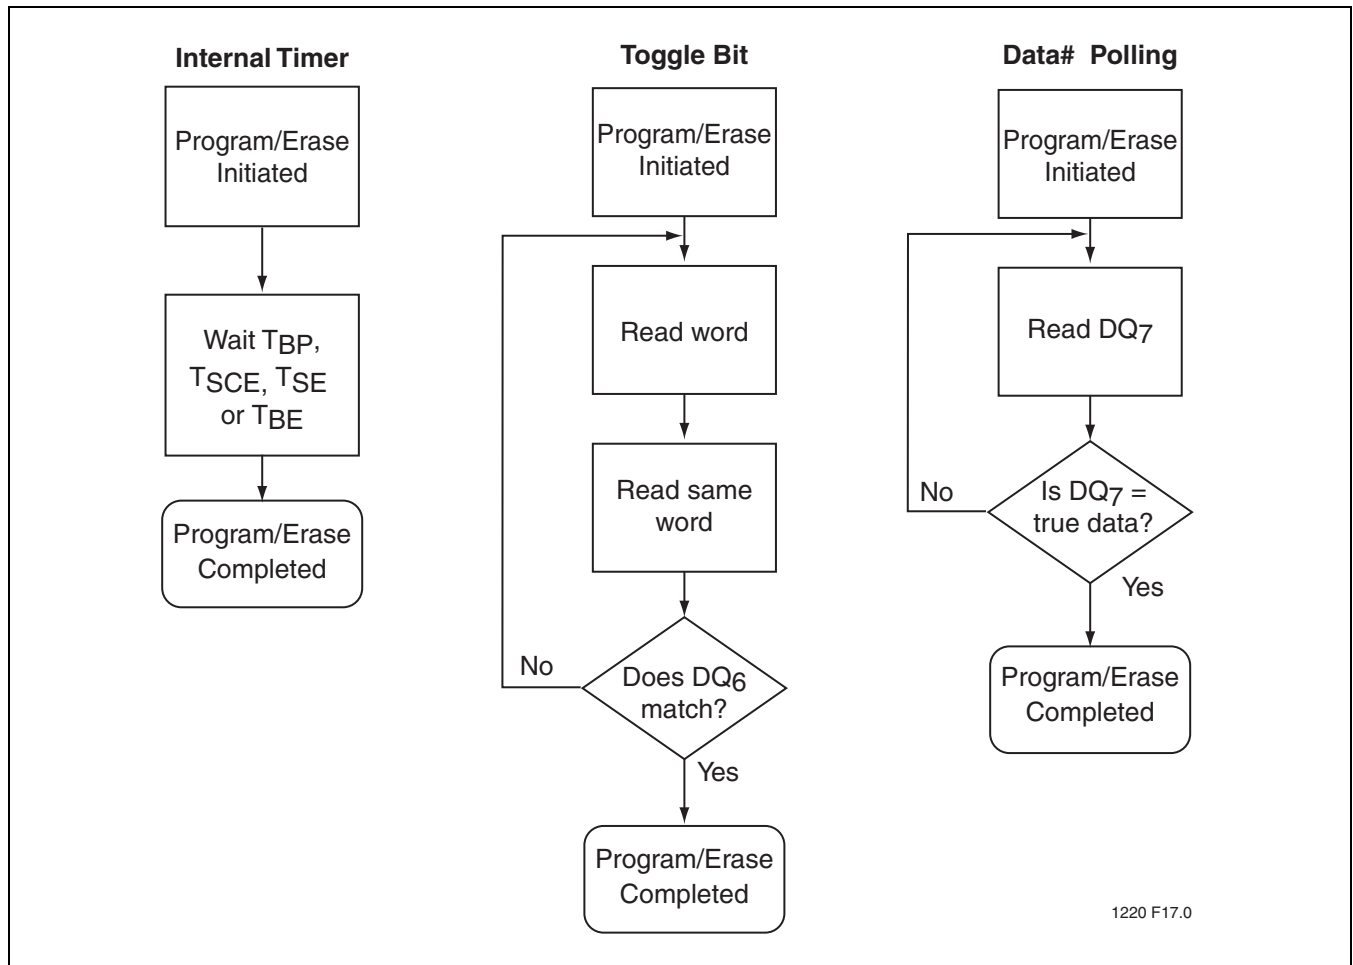 Internal Timer
Program/Erase
Initiated
Wait TBP,
TSCE, TSE
or TBE
Program/Erase
Completed
Toggle Bit
Program/Erase
Initiated
Read word
Read same
word
Does DQ6
match?
No
Yes
Program/Erase
Completed
Data# Polling
Program/Erase
Initiated
Read DQ7
Is DQ7 =
true data?
No
Yes
Program/Erase
Completed
1220 F17.0